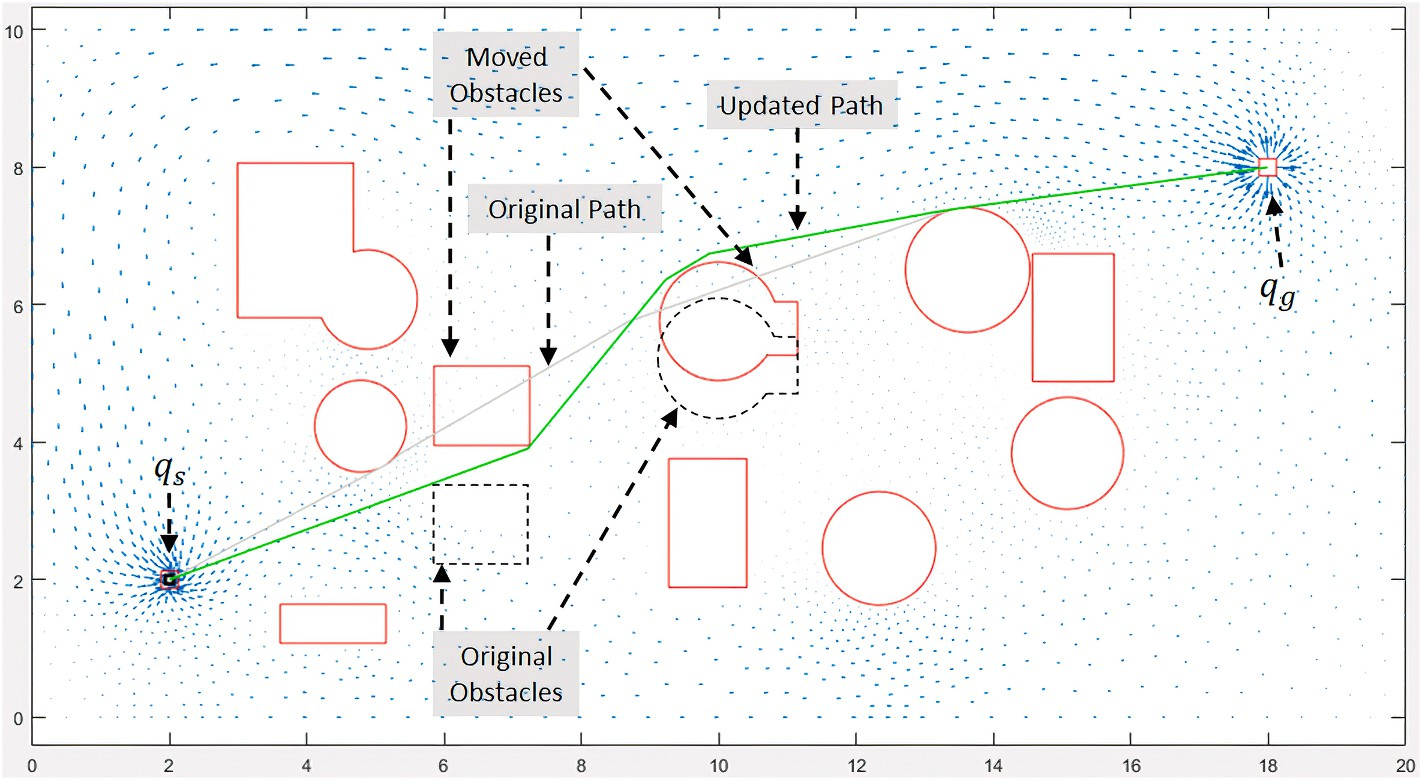 10
Moved
Obstacles
Updated Path
8
Original Path
q_g
6
4
q_s
2
Original
Obstacles
0
0 2 4 6 8 10 12 14 16 18 20